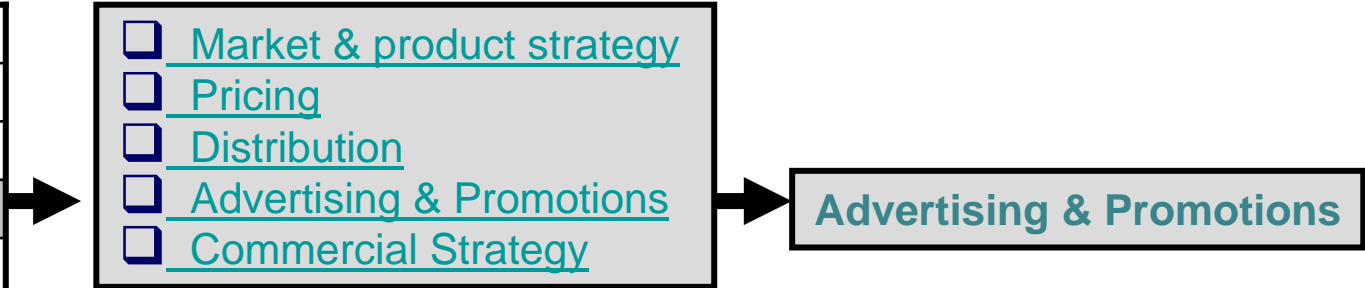 Market & product strategy
Pricing
Distribution
Advertising & Promotions
Commercial Strategy
Advertising & Promotions